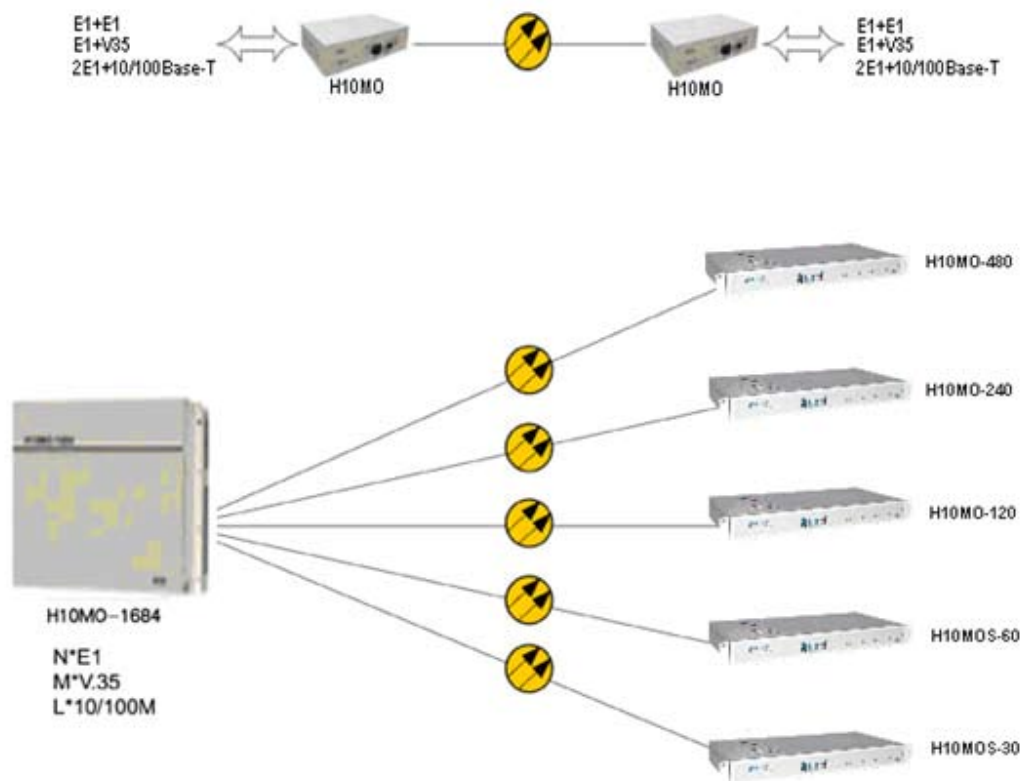 E1+E1
E1+V35
2E1+10/100Base-T
H10MO
H10MO
E1+E1
E1+V35
2E1+10/100Base-T
H10MO-480
H10MO-240
H10MO-120
H10MOS-60
H10MOS-30
H10MO-1684
N*E1
M*V.35
L*10/100M